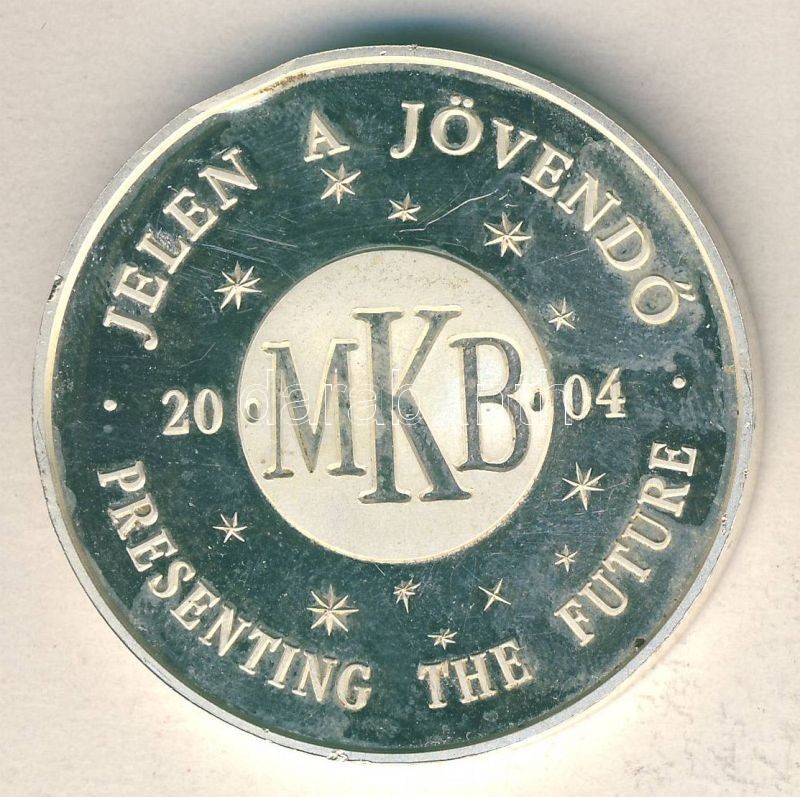 JELEN A JÖVENDŐ
· 20 · MKB · 04 ·
PRESENTING THE FUTURE